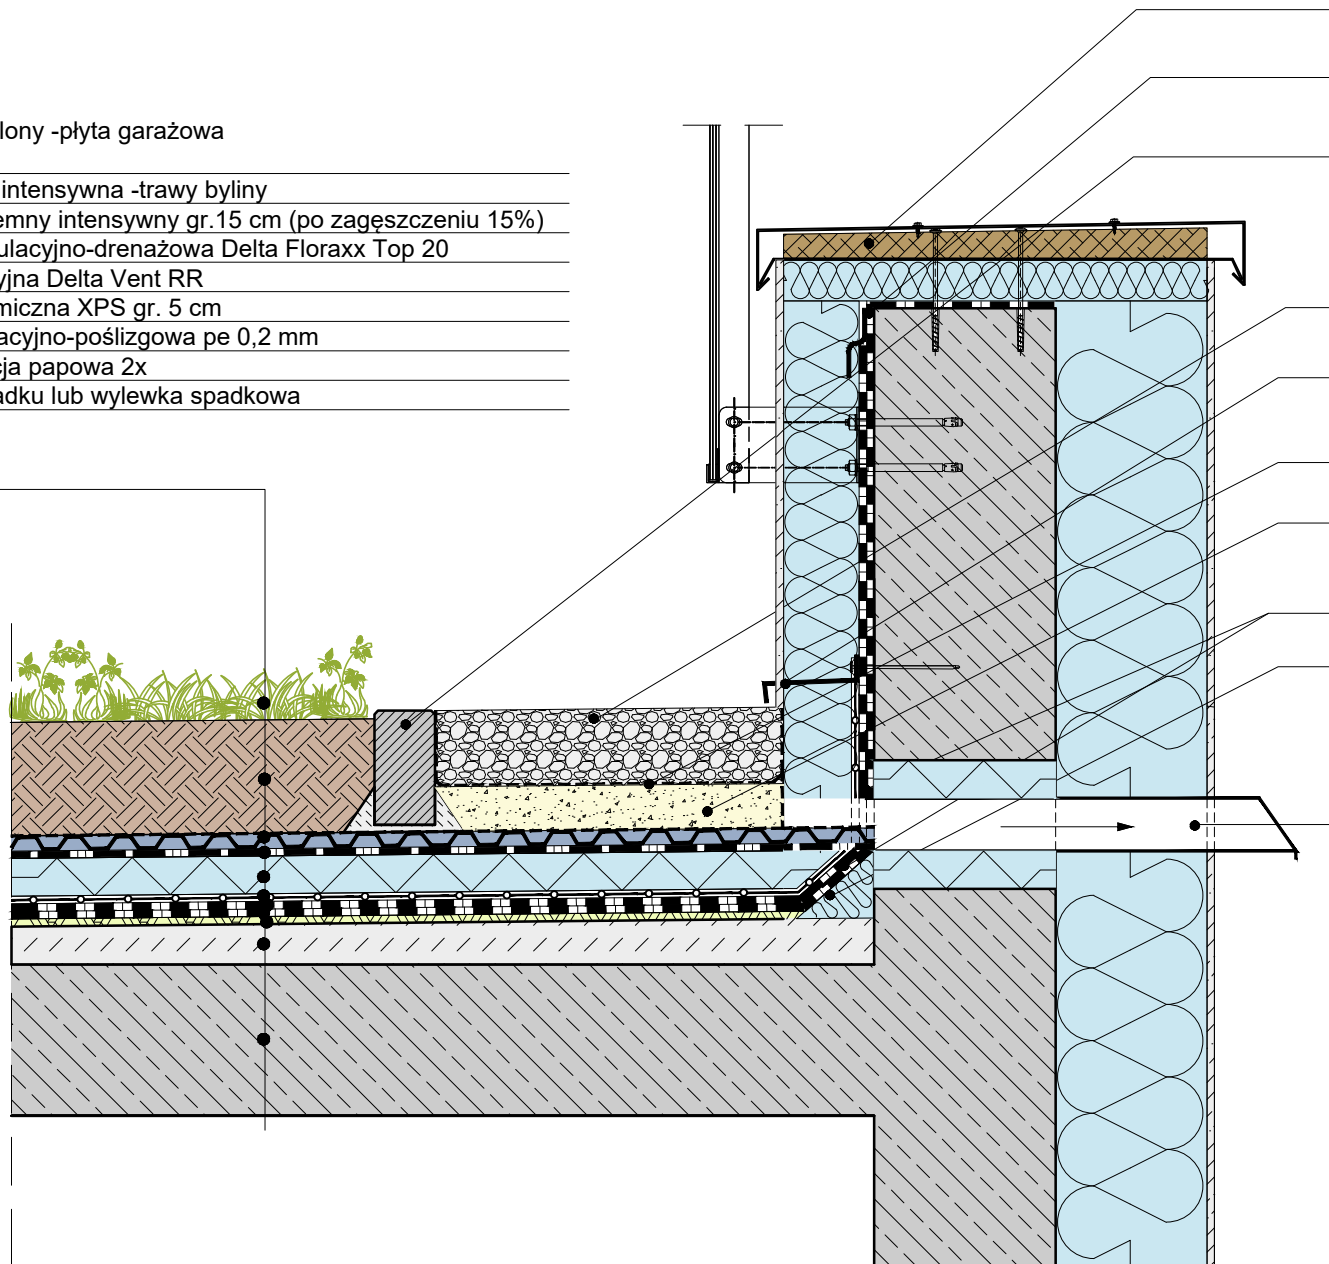 lony -płyta garażowa
intensywna -trawy byliny
emny intensywny gr.15 cm (po zagęszczeniu 15%)
ulacyjno-drenażowa Delta Floraxx Top 20
yjna Delta Vent RR
miczna XPS gr. 5 cm
acyjno-poślizgowa pe 0,2 mm
cja papowa 2x
adku lub wylewka spadkowa